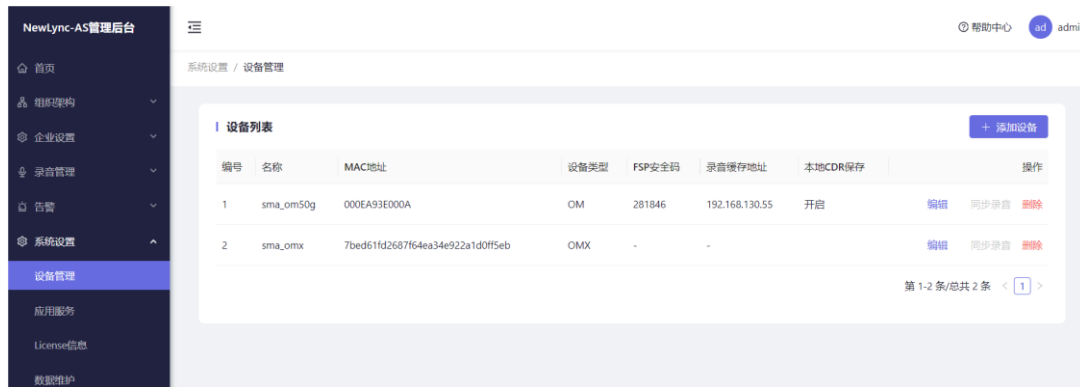 NewLync-AS管理后台
帮助中心 ad admi
首页
系统设置 / 设备管理
组织架构
企业设置
录音管理
告警
系统设置
设备管理
应用服务
License信息
数据维护
设备列表
+ 添加设备
编号 名称 MAC地址 设备类型 FSP安全码 录音缓存地址 本地CDR保存 操作
1 sma_om50g 000EA93E000A OM 281846 192.168.130.55 开启 编辑 同步录音 删除
2 sma_omx 7bed61fd2687f64ea34e922a1d0ff5eb OMX - - 编辑 同步录音 删除
第 1-2 条/总共 2 条 < 1 >